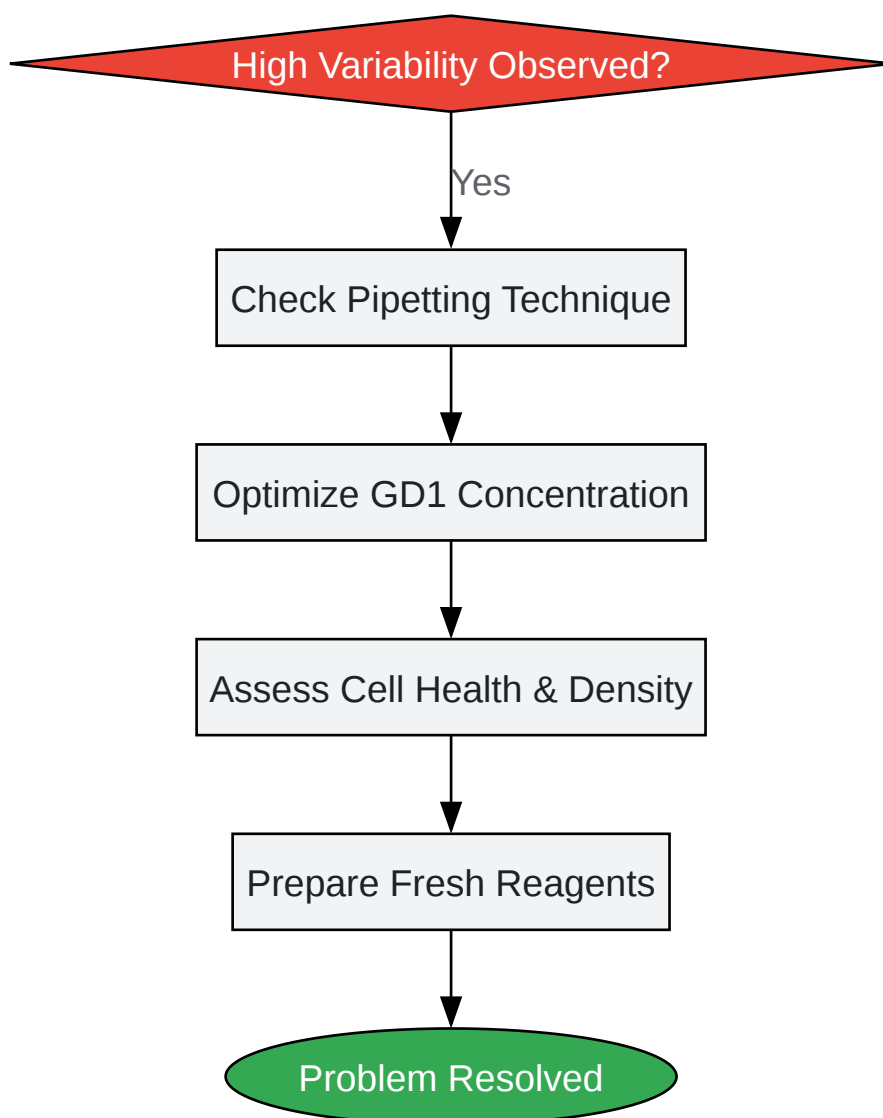 High Variability Observed?
Yes
Check Pipetting Technique
Optimize GD1 Concentration
Assess Cell Health & Density
Prepare Fresh Reagents
Problem Resolved